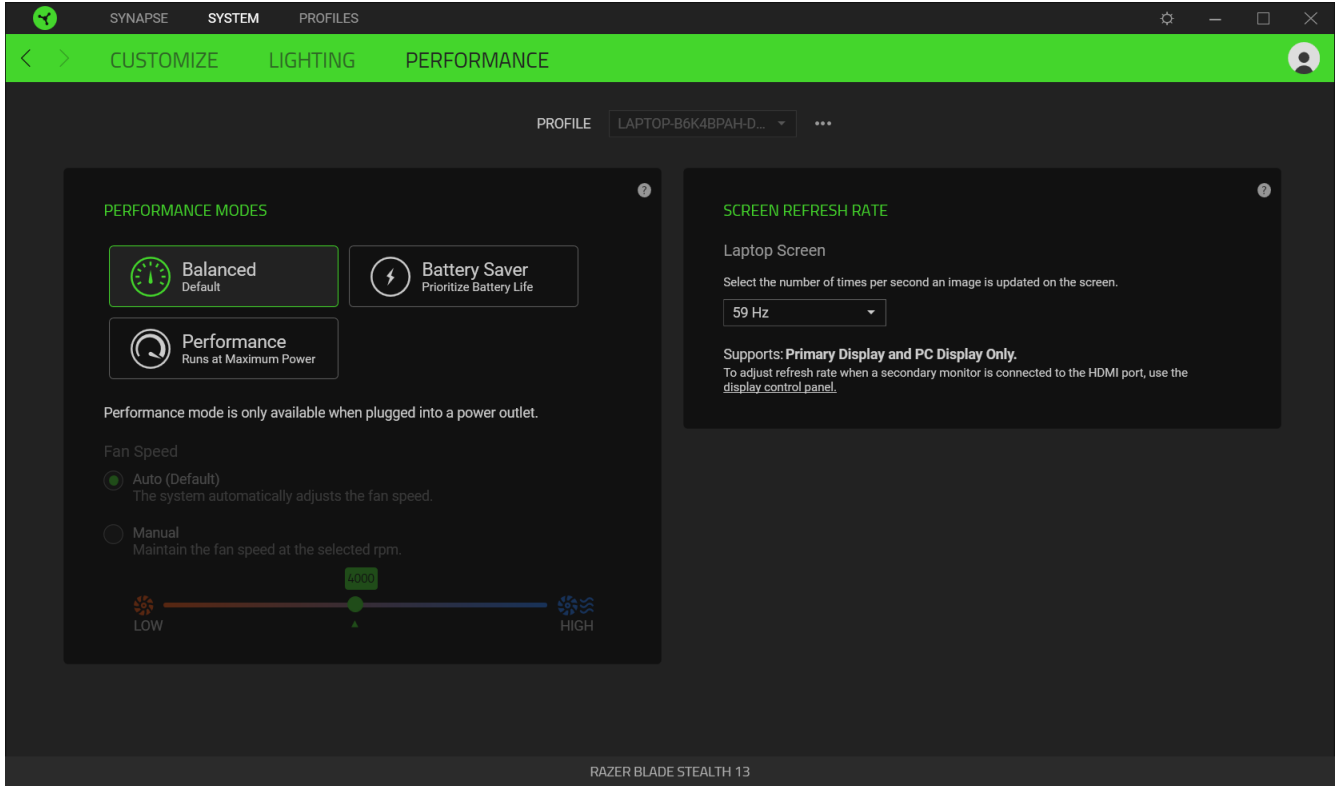 SYNAPSE SYSTEM PROFILES
CUSTOMIZE LIGHTING PERFORMANCE
PROFILE LAPTOP-B6K4BPAH-D...
PERFORMANCE MODES
Balanced
Default
Battery Saver
Prioritize Battery Life
Performance
Runs at Maximum Power
Performance mode is only available when plugged into a power outlet.
Fan Speed
Auto (Default)
The system automatically adjusts the fan speed.
Manual
Maintain the fan speed at the selected rpm.
4000
LOW HIGH
SCREEN REFRESH RATE
Laptop Screen
Select the number of times per second an image is updated on the screen.
59 Hz
Supports: Primary Display and PC Display Only.
To adjust refresh rate when a secondary monitor is connected to the HDMI port, use the
display control panel.
RAZER BLADE STEALTH 13